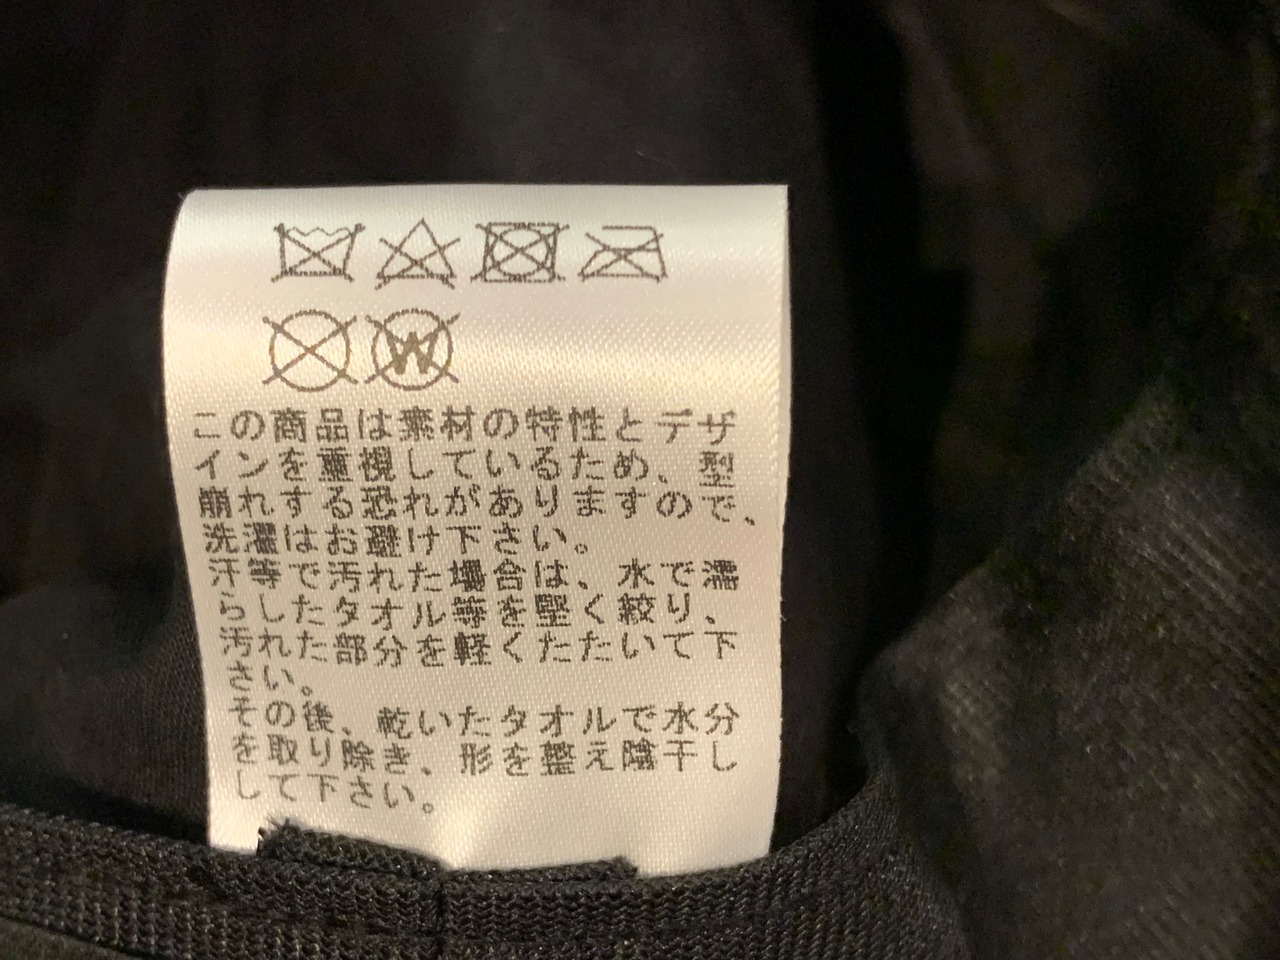 W
この商品は素材の特性とデザ
インを重視しているため、型
崩れする恐れがありますので、
洗濯はお避け下さい。
汗等で汚れた場合は、水で濡
らしたタオル等を堅く絞り、
汚れた部分を軽くたたいて下
さい。
その後、乾いたタオルで水分
を取り除き、形を整え陰干し
して下さい。